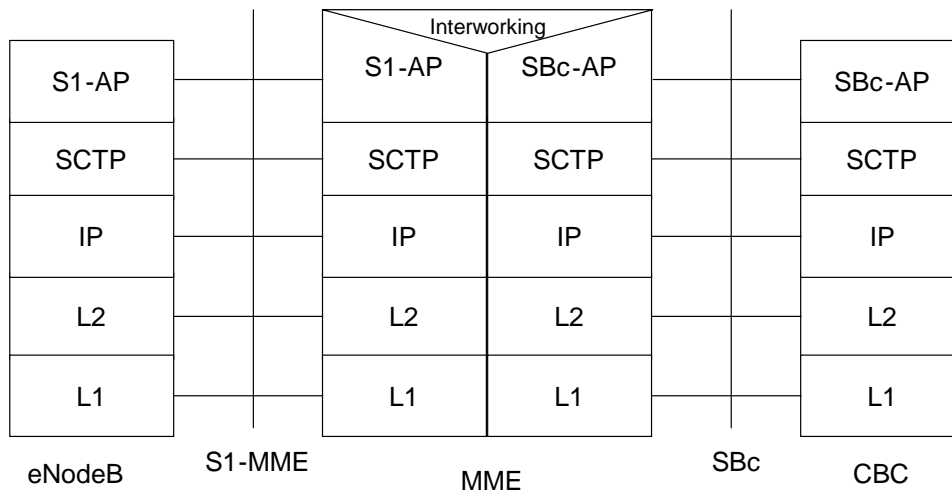 Interworking
S1-AP S1-AP SBc-AP SBc-AP
SCTP SCTP SCTP SCTP
IP IP IP IP
L2 L2 L2 L2
L1 L1 L1 L1
eNodeB S1-MME MME SBc CBC